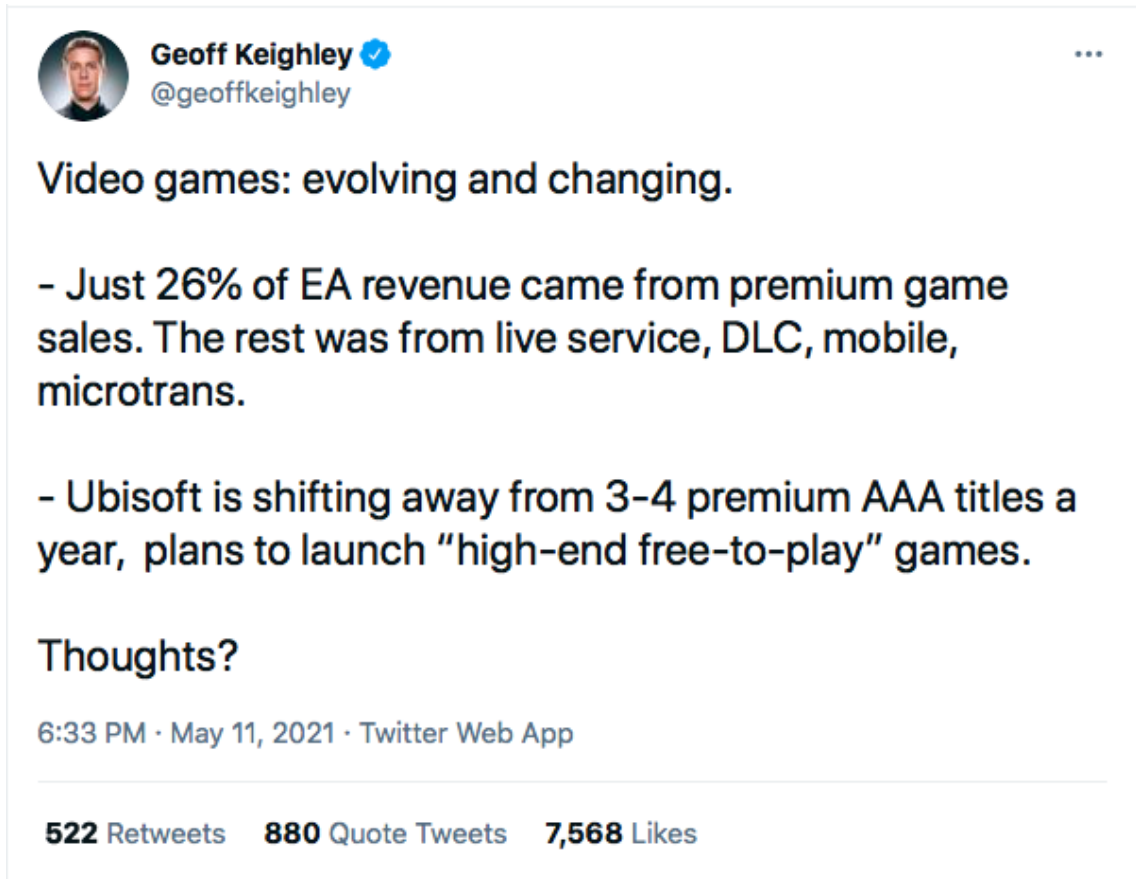 Geoff Keighley
@geoffkeighley
Video games: evolving and changing.
- Just 26% of EA revenue came from premium game
sales. The rest was from live service, DLC, mobile,
microtrans.
- Ubisoft is shifting away from 3-4 premium AAA titles a
year,  plans to launch “high-end free-to-play” games.
Thoughts?
6:33 PM · May 11, 2021 · Twitter Web App
522 Retweets 880 Quote Tweets 7,568 Likes